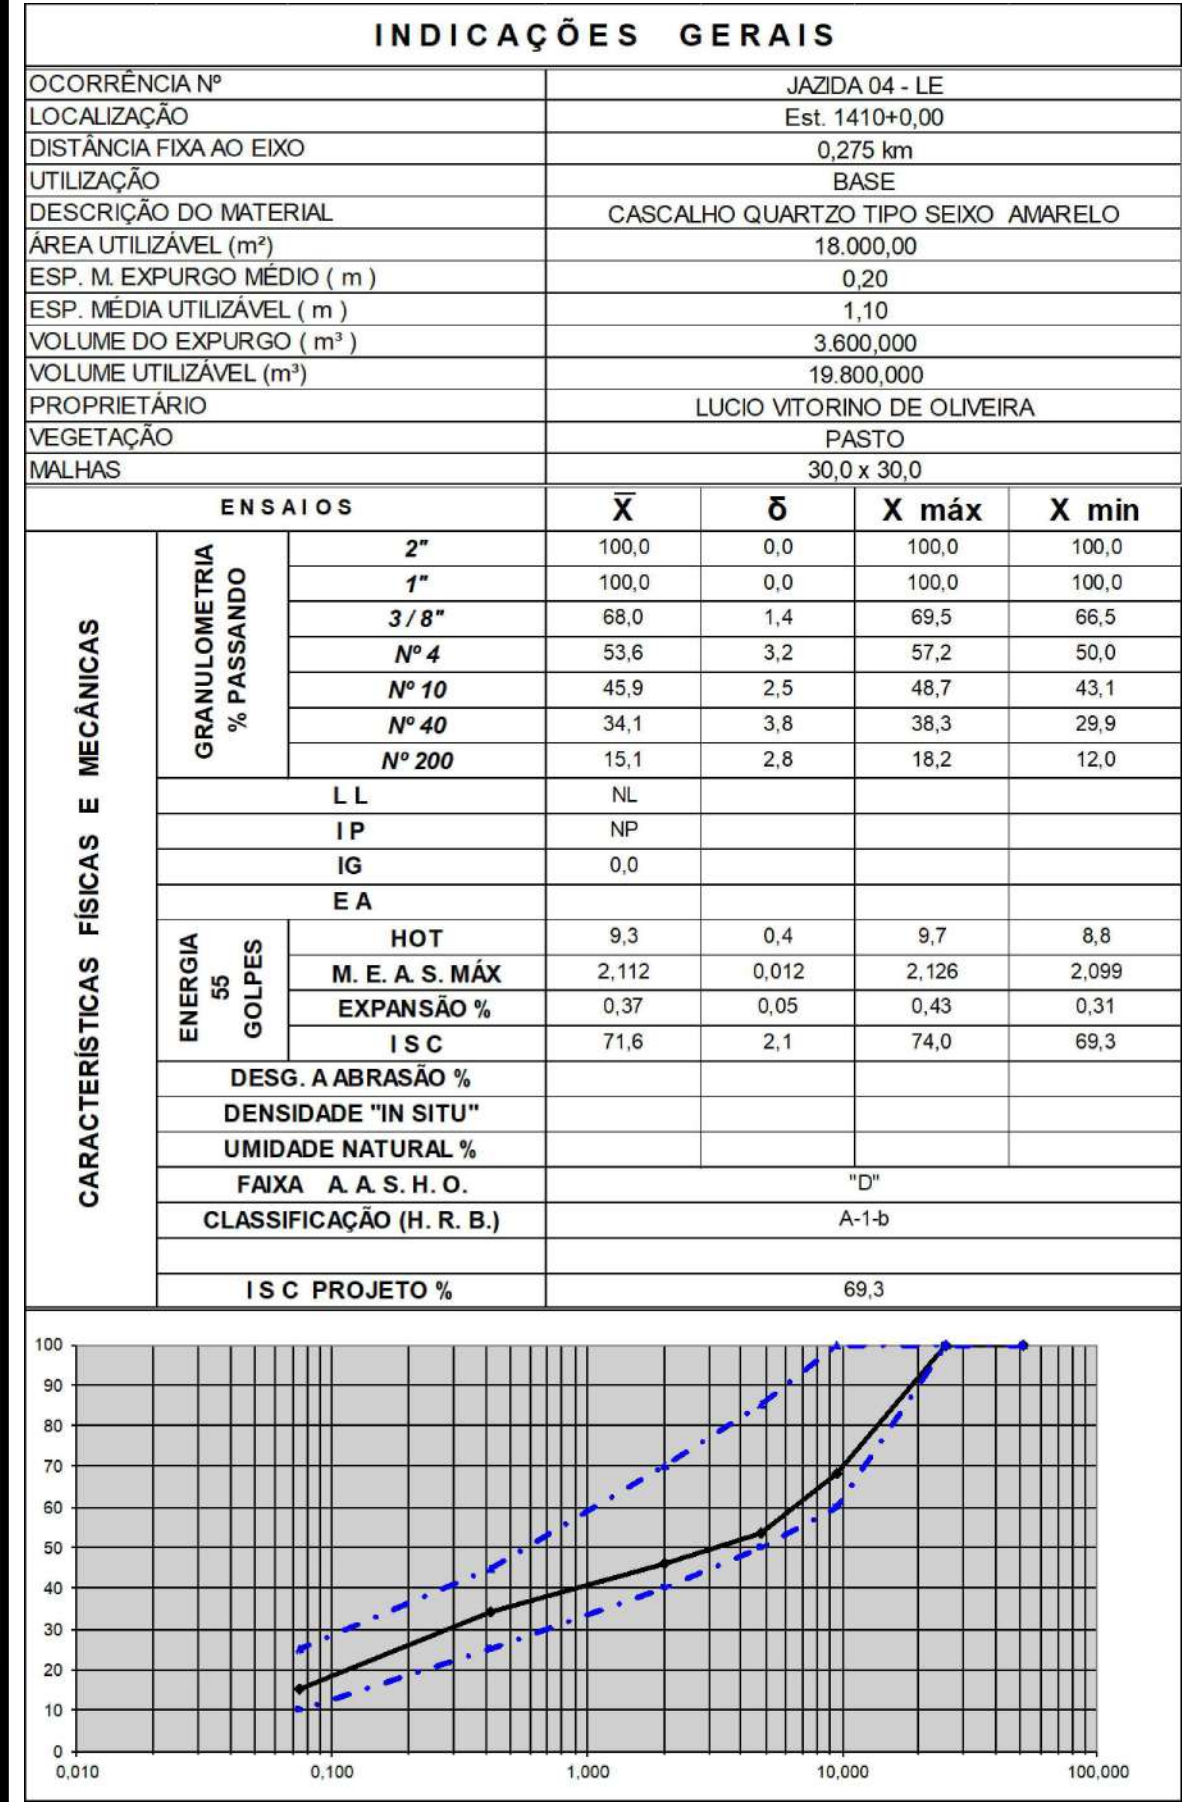 INDICAÇÕES GERAIS
OCORRÊNCIA Nº JAZIDA 04 - LE
LOCALIZAÇÃO Est. 1410+0,00
DISTÂNCIA FIXA AO EIXO 0,275 km
UTILIZAÇÃO BASE
DESCRIÇÃO DO MATERIAL CASCALHO QUARTZO TIPO SEIXO AMARELO
ÁREA UTILIZÁVEL (m²) 18.000,00
ESP. M. EXPURGO MÉDIO ( m ) 0,20
ESP. MÉDIA UTILIZÁVEL ( m ) 1,10
VOLUME DO EXPURGO ( m³ ) 3.600,000
VOLUME UTILIZÁVEL (m³) 19.800,000
PROPRIETÁRIO LUCIO VITORINO DE OLIVEIRA
VEGETAÇÃO PASTO
MALHAS 30,0 x 30,0
ENSAIOS X̅ δ X máx X min
CARACTERÍSTICAS FÍSICAS E MECÂNICAS
GRANULOMETRIA
% PASSANDO
2" 100,0 0,0 100,0 100,0
1" 100,0 0,0 100,0 100,0
3 / 8" 68,0 1,4 69,5 66,5
Nº 4 53,6 3,2 57,2 50,0
Nº 10 45,9 2,5 48,7 43,1
Nº 40 34,1 3,8 38,3 29,9
Nº 200 15,1 2,8 18,2 12,0
L L NL
I P NP
IG 0,0
E A
ENERGIA
55
GOLPES
HOT 9,3 0,4 9,7 8,8
M. E. A. S. MÁX 2,112 0,012 2,126 2,099
EXPANSÃO % 0,37 0,05 0,43 0,31
I S C 71,6 2,1 74,0 69,3
DESG. A ABRASÃO %
DENSIDADE "IN SITU"
UMIDADE NATURAL %
FAIXA A. A. S. H. O. "D"
CLASSIFICAÇÃO (H. R. B.) A-1-b
I S C PROJETO % 69,3
100
90
80
70
60
50
40
30
20
10
0
0,010 0,100 1,000 10,000 100,000